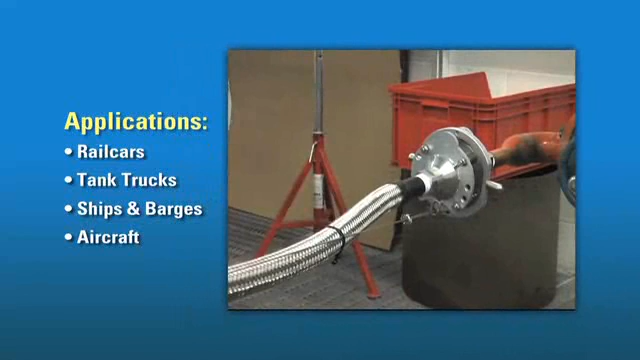 Applications:
• Railcars
• Tank Trucks
• Ships & Barges
• Aircraft